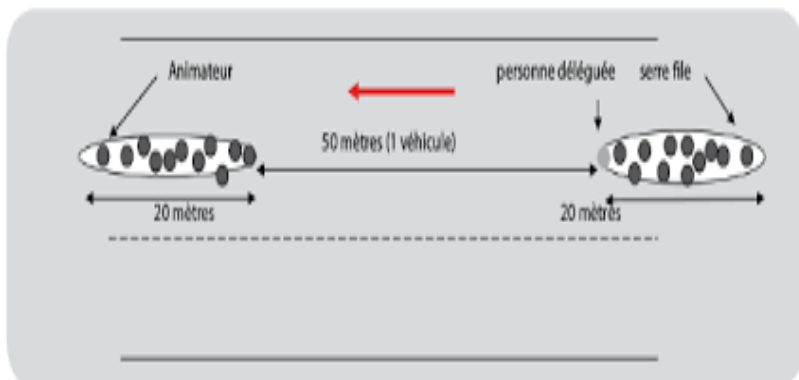 Animateur
personne déléguée
serre file
50 mètres (1 véhicule)
20 mètres
20 mètres